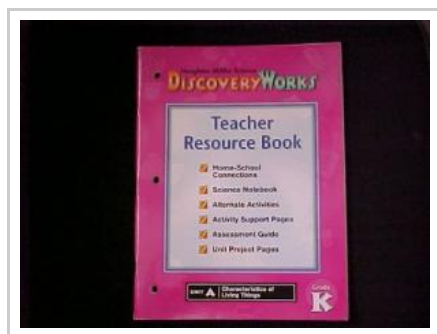 Houghton Mifflin Science
DISCOVERYWORKS
Teacher
Resource Book
Home-School
Connections
Science Notebook
Alternate Activities
Activity Support Pages
Assessment Guide
Unit Project Pages
UNIT A Characteristics of
Living Things
Grade
K